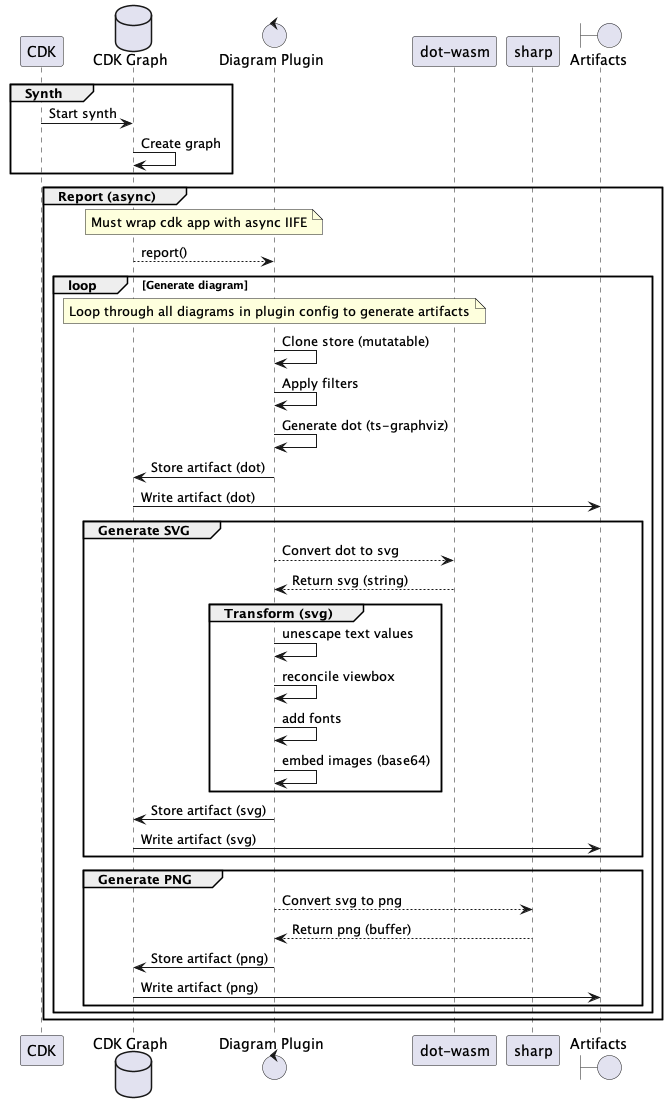 CDK
CDK Graph
Diagram Plugin
dot-wasm
sharp
Artifacts
Synth
Start synth
Create graph
Report (async)
Must wrap cdk app with async IIFE
report()
loop
[Generate diagram]
Loop through all diagrams in plugin config to generate artifacts
Clone store (mutatable)
Apply filters
Generate dot (ts-graphviz)
Store artifact (dot)
Write artifact (dot)
Generate SVG
Convert dot to svg
Return svg (string)
Transform (svg)
unescape text values
reconcile viewbox
add fonts
embed images (base64)
Store artifact (svg)
Write artifact (svg)
Generate PNG
Convert svg to png
Return png (buffer)
Store artifact (png)
Write artifact (png)
CDK
CDK Graph
Diagram Plugin
dot-wasm
sharp
Artifacts